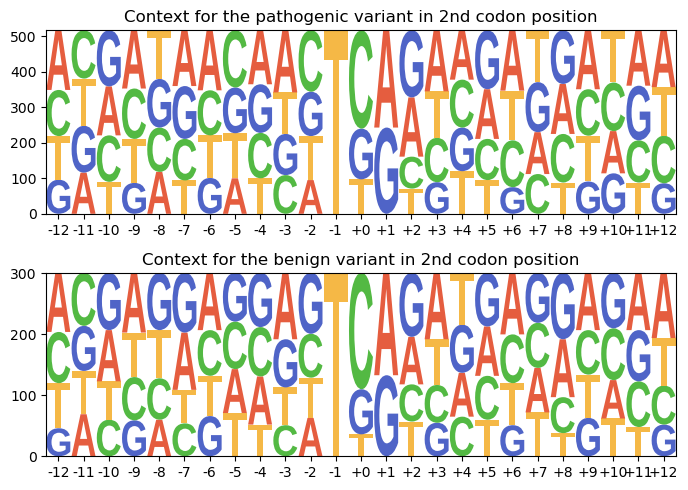 Context for the pathogenic variant in 2nd codon position
500
400
300
200
100
0
A C G A T A A C A A C T C A G A A G A T G A T A A
C T A C G G C G G T G G G A T C A T G A C C G T
T G C T C C T T C G T T C C G C C A C T A C C
G A T G A T G A T C A T G T T G C T G G T G
-12 -11 -10 -9 -8 -7 -6 -5 -4 -3 -2 -1 +0 +1 +2 +3 +4 +5 +6 +7 +8 +9 +10 +11 +12
Context for the benign variant in 2nd codon position
300
200
100
0
A C G A G G A G G A G T C A G A T G A G G A G A A
C G A T T A C C C G C G G A T G A C C A C C G T
T T T C C T T A A T T T C C A C T A C T A C C
G A C G A C G T T C A T G C T G T T G T T G
-12 -11 -10 -9 -8 -7 -6 -5 -4 -3 -2 -1 +0 +1 +2 +3 +4 +5 +6 +7 +8 +9 +10 +11 +12